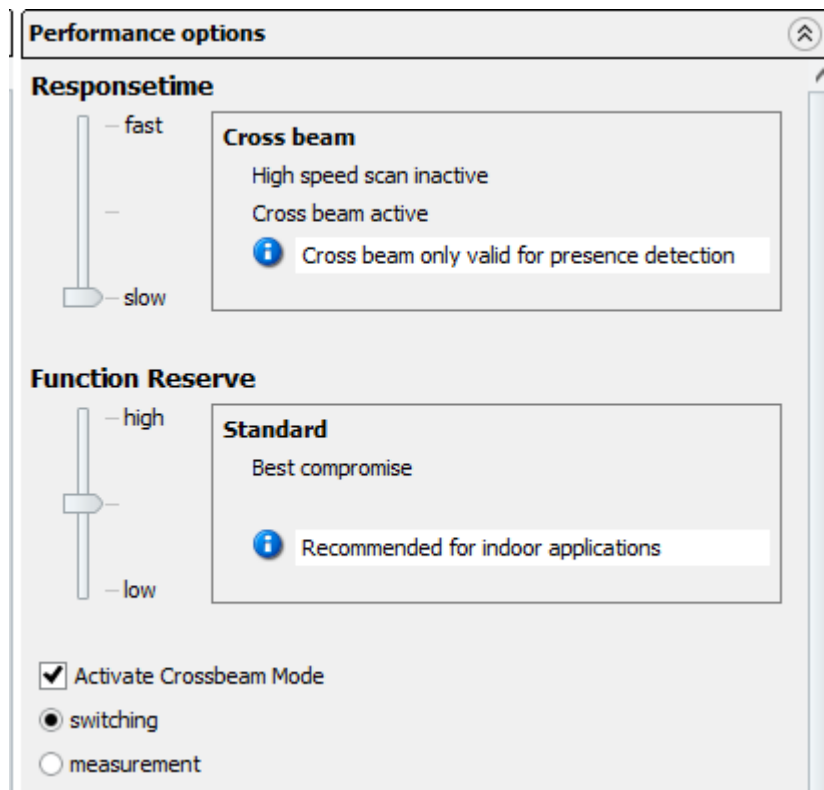 Performance options
Responsetime
fast
Cross beam
High speed scan inactive
Cross beam active
Cross beam only valid for presence detection
slow
Function Reserve
high
Standard
Best compromise
Recommended for indoor applications
low
Activate Crossbeam Mode
switching
measurement